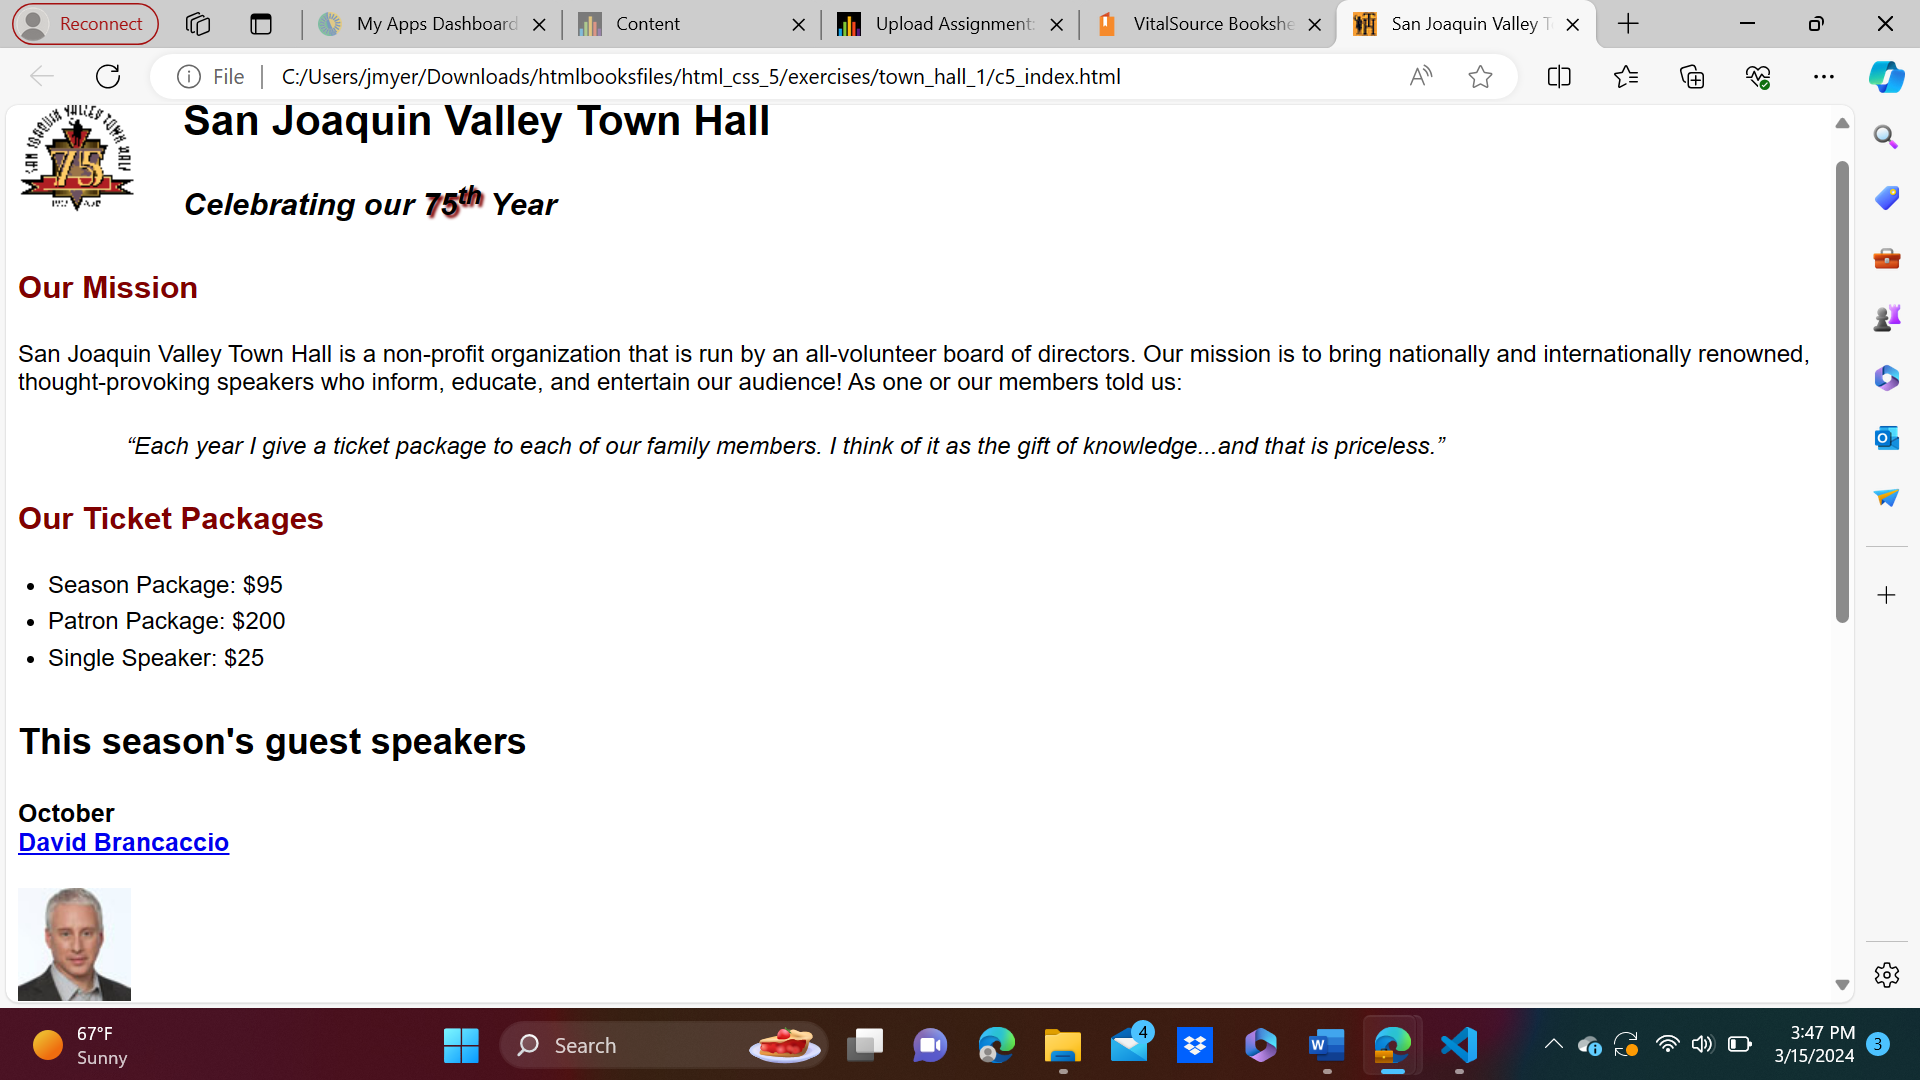 Reconnect
My Apps Dashboard
Content
Upload Assignment:
VitalSource Bookshe
San Joaquin Valley T
File
C:/Users/jmyer/Downloads/htmlbooksfiles/html_css_5/exercises/town_hall_1/c5_index.html
SAN JOAQUIN VALLEY TOWN HALL
75
San Joaquin Valley Town Hall
Celebrating our 75th Year
Our Mission
San Joaquin Valley Town Hall is a non-profit organization that is run by an all-volunteer board of directors. Our mission is to bring nationally and internationally renowned,
thought-provoking speakers who inform, educate, and entertain our audience! As one or our members told us:
“Each year I give a ticket package to each of our family members. I think of it as the gift of knowledge...and that is priceless.”
Our Ticket Packages
• Season Package: $95
• Patron Package: $200
• Single Speaker: $25
This season's guest speakers
October
David Brancaccio
67°F
Sunny
Search
4
3:47 PM
3/15/2024
3